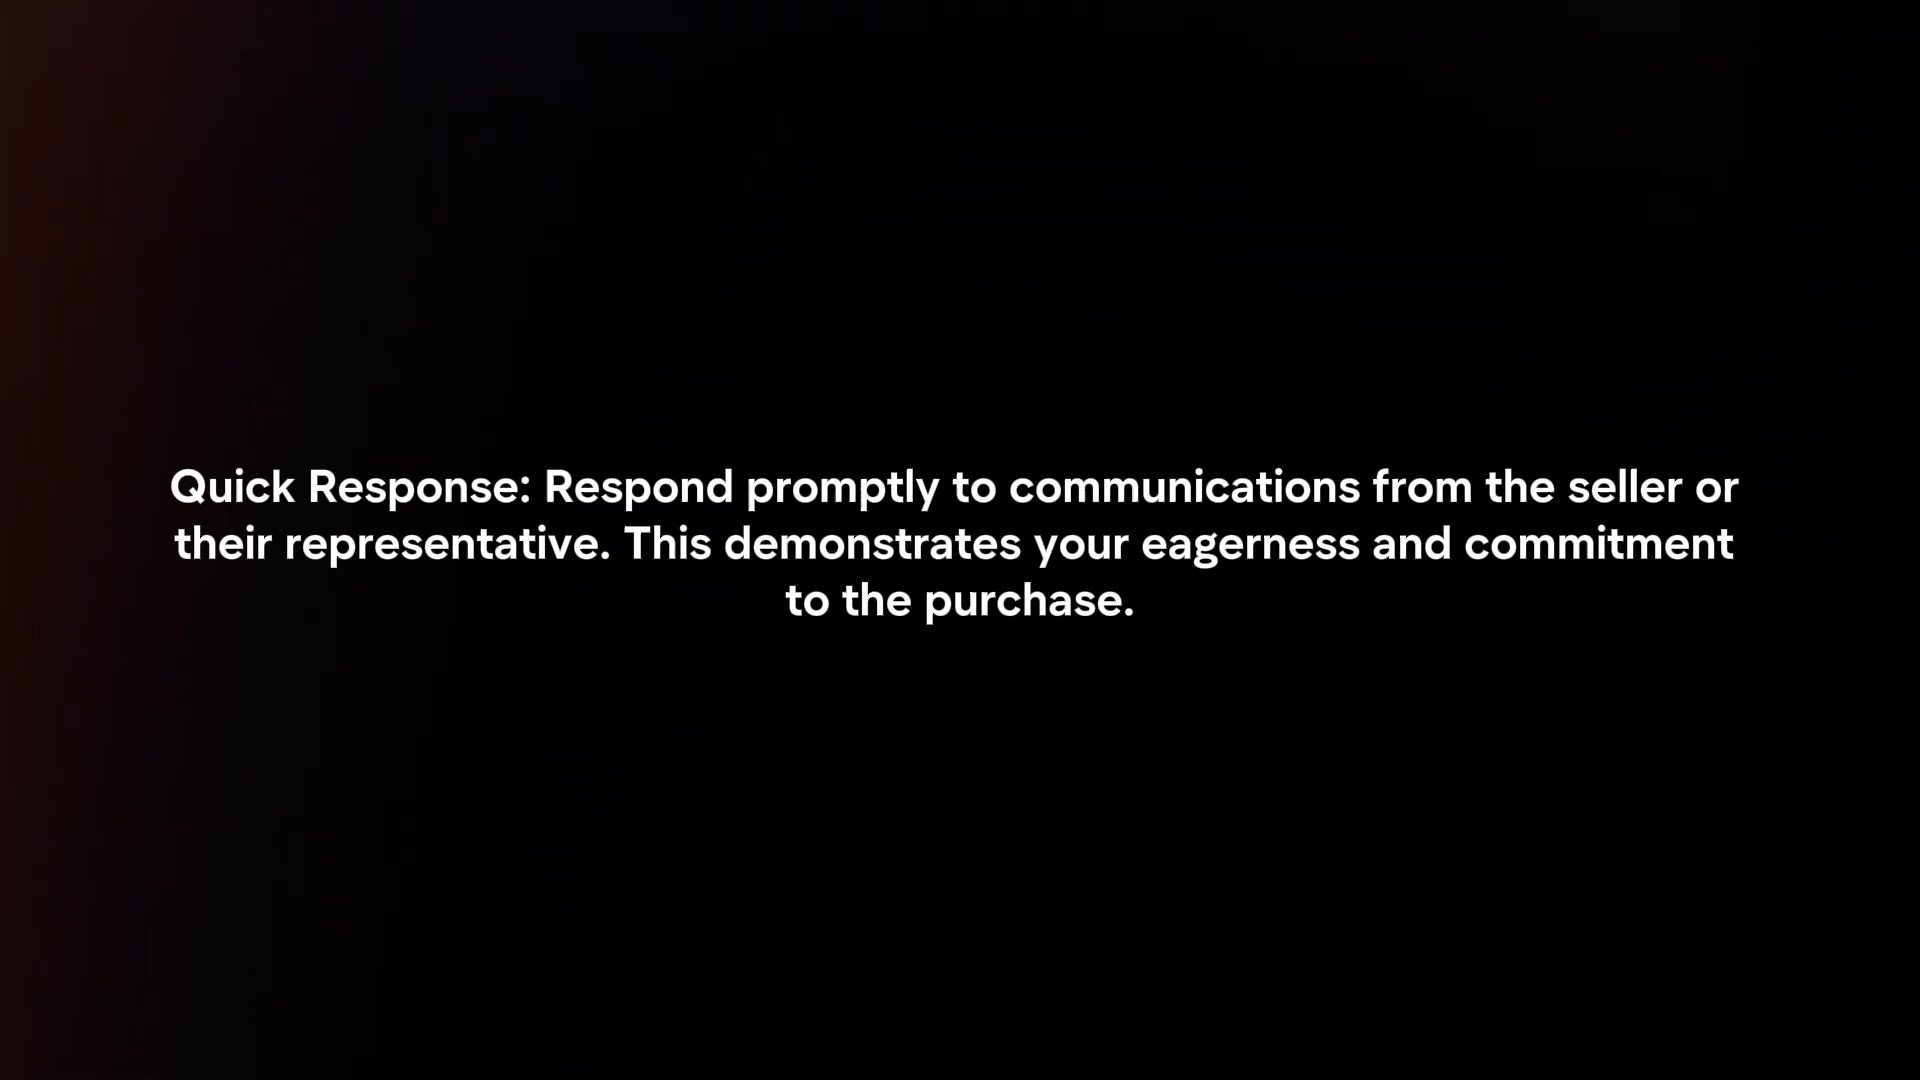 Quick Response: Respond promptly to communications from the seller or
their representative. This demonstrates your eagerness and commitment
to the purchase.